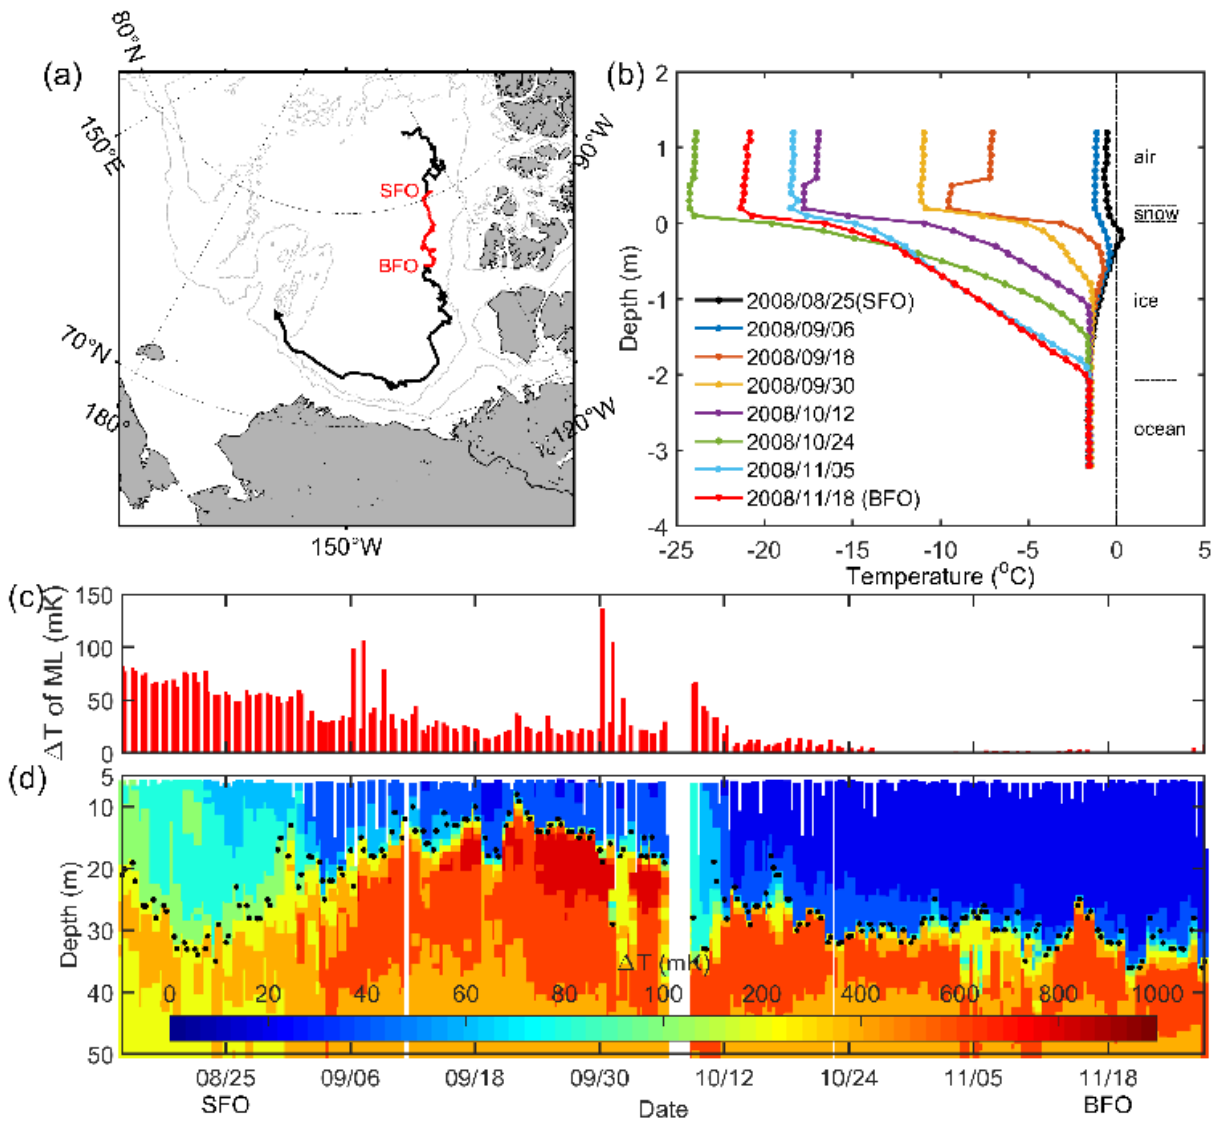 (a)
80°N
150°E
90°W
SFO
BFO
70°N
180°
120°W
150°W
(b)
2
1
0
-1
-2
-3
-4
Depth (m)
air
snow
ice
ocean
2008/08/25(SFO)
2008/09/06
2008/09/18
2008/09/30
2008/10/12
2008/10/24
2008/11/05
2008/11/18 (BFO)
-25 -20 -15 -10 -5 0 5
Temperature (°C)
(c)
150
100
50
0
ΔT of ML (mK)
(d)
5
10
20
30
40
50
Depth (m)
ΔT (mK)
0 20 40 60 80 100 200 400 600 800 1000
08/25 09/06 09/18 09/30 10/12 10/24 11/05 11/18
SFO BFO
Date